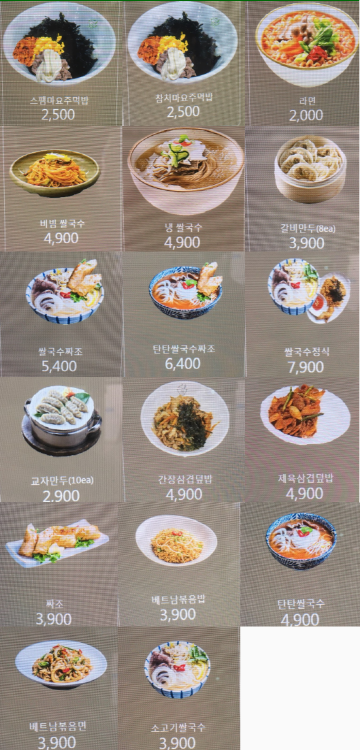 스팸마요주먹밥
2,500
참치마요주먹밥
2,500
라면
2,000
비빔 쌀국수
4,900
냉 쌀국수
4,900
갈비만두(8ea)
3,900
쌀국수짜조
5,400
탄탄쌀국수짜조
6,400
쌀국수정식
7,900
교자만두(10ea)
2,900
간장삼겹덮밥
4,900
제육삼겹덮밥
4,900
짜조
3,900
베트남볶음밥
3,900
탄탄쌀국수
4,900
베트남볶음면
3,900
소고기쌀국수
3,900